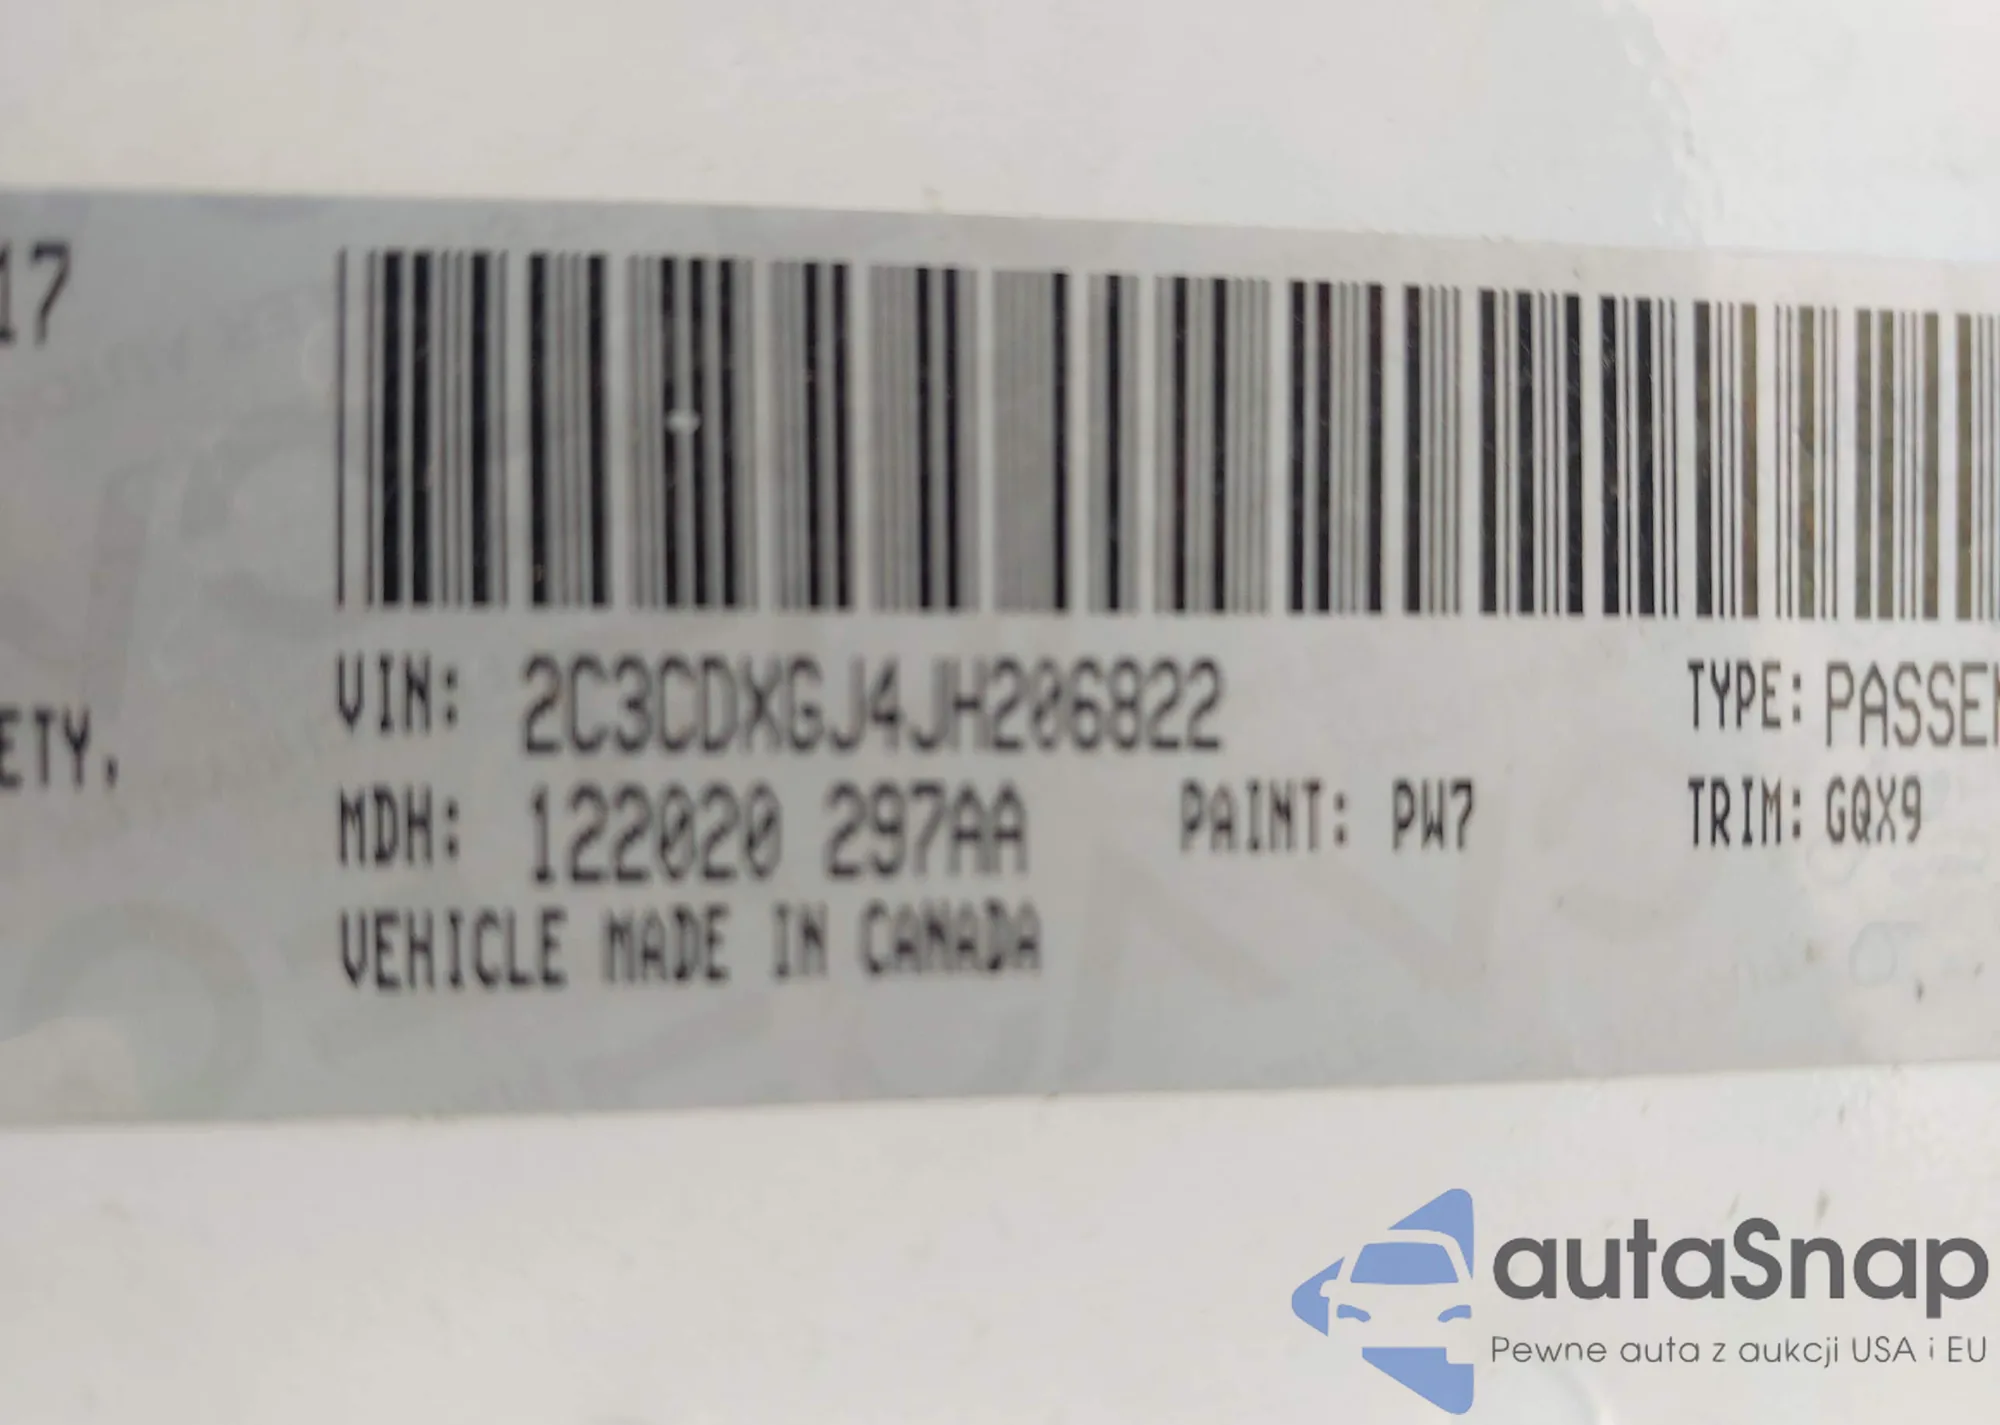 17
VIN: 2C3CDXGJ4JH206822
TYPE: PASSEN
ETY,
MDH: 122020 297AA
PAINT: PW7
TRIM: GQX9
VEHICLE MADE IN CANADA
autaSnap
Pewne auta z aukcji USA i EU